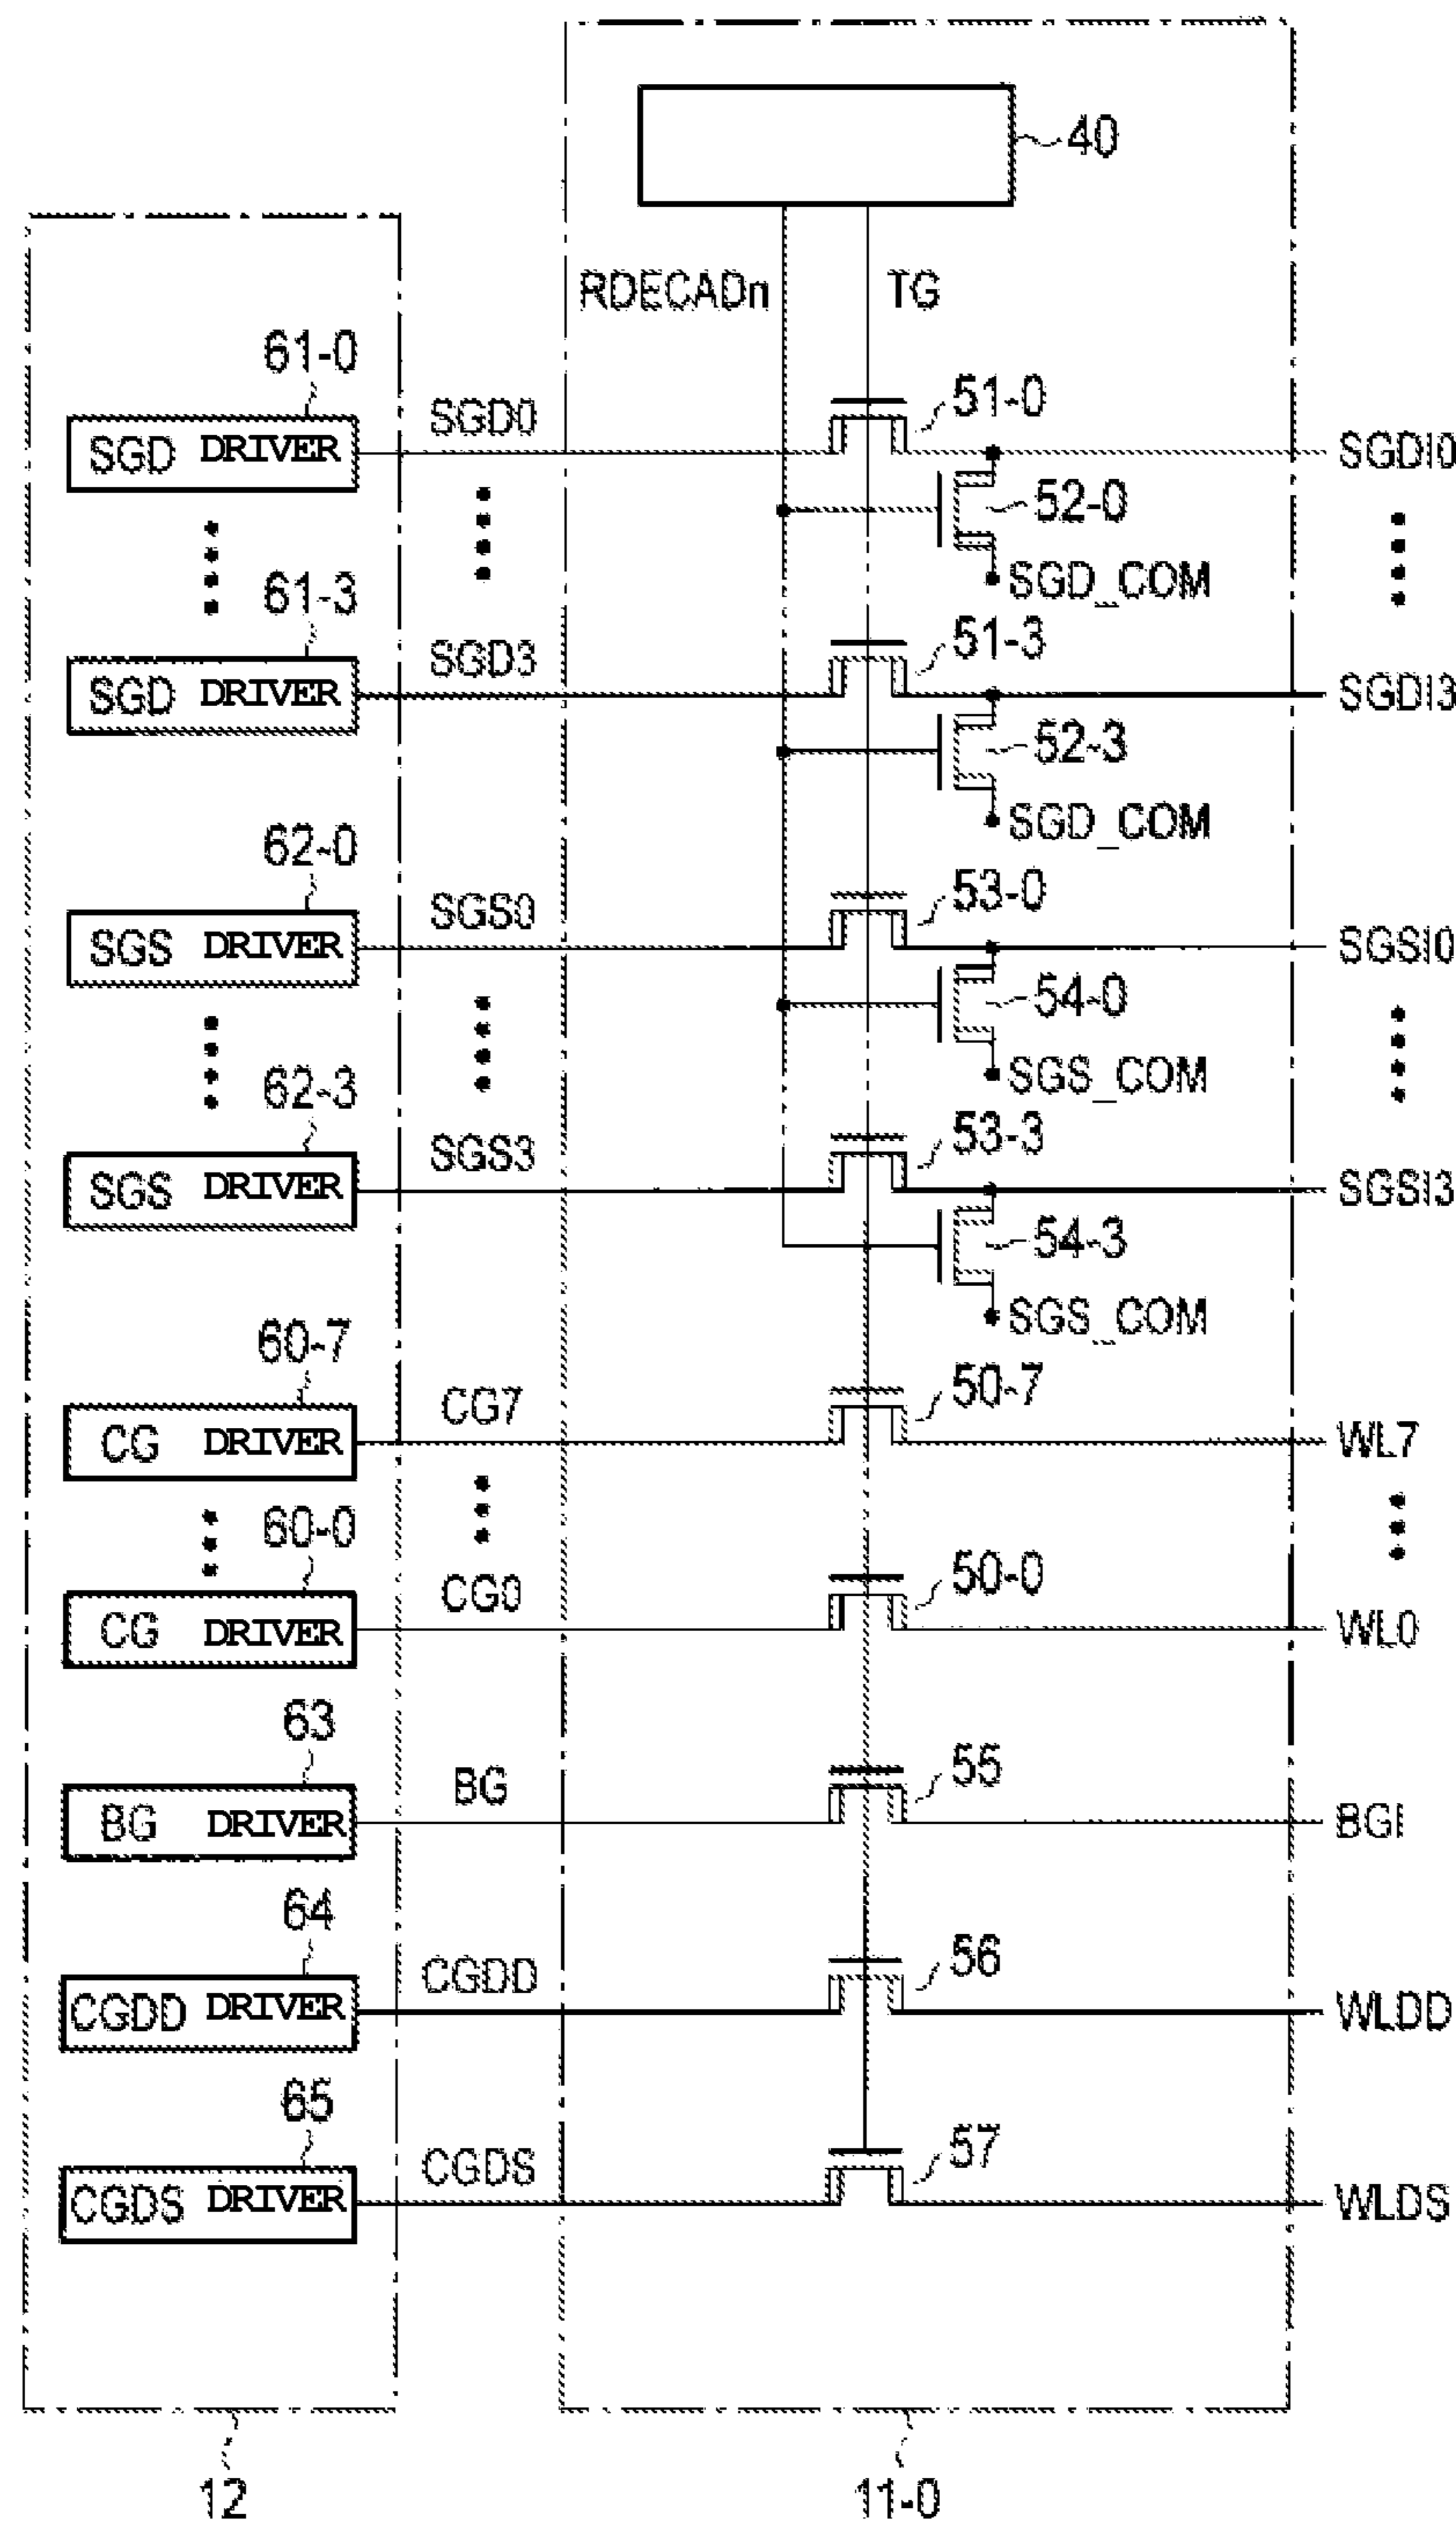 40
RDECADn TG
61-0
SGD DRIVER SGD0 51-0 SGDI0
52-0
SGD_COM
61-3
SGD DRIVER SGD3 51-3 SGDI3
52-3
SGD_COM
62-0
SGS DRIVER SGS0 53-0 SGSI0
54-0
SGS_COM
62-3
SGS DRIVER SGS3 53-3 SGSI3
54-3
SGS_COM
60-7
CG DRIVER CG7 50-7 WL7
60-0
CG DRIVER CG0 50-0 WL0
63
BG DRIVER BG 55 BGI
64
CGDD DRIVER CGDD 56 WLDD
65
CGDS DRIVER CGDS 57 WLDS
12 11-0